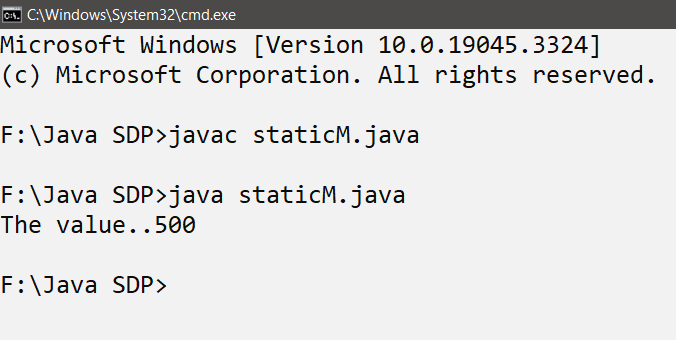 C:\Windows\System32\cmd.exe
Microsoft Windows [Version 10.0.19045.3324]
(c) Microsoft Corporation. All rights reserved.
F:\Java SDP>javac staticM.java
F:\Java SDP>java staticM.java
The value..500
F:\Java SDP>